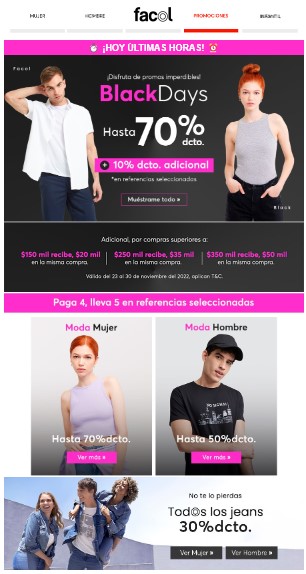 MUJER HOMBRE facol PROMOCIONES INFANTIL
¡HOY ÚLTIMAS HORAS!
Facol
¡Disfruta de promos imperdibles!
BlackDays
Hasta 70% dcto.
+ 10% dcto. adicional
*en referencias seleccionadas
Muéstrame todo »
Black
Adicional, por compras superiores a:
$150 mil recibe, $20 mil $250 mil recibe, $35 mil $350 mil recibe, $50 mil
en la misma compra. en la misma compra. en la misma compra.
Válido del 23 al 30 de noviembre del 2022, aplican T&C.
Paga 4, lleva 5 en referencias seleccionadas
Moda Mujer Moda Hombre
Hasta 70%dcto. Hasta 50%dcto.
Ver más » Ver más »
No te lo pierdas
Todos los jeans
30%dcto.
Ver Mujer » Ver Hombre »